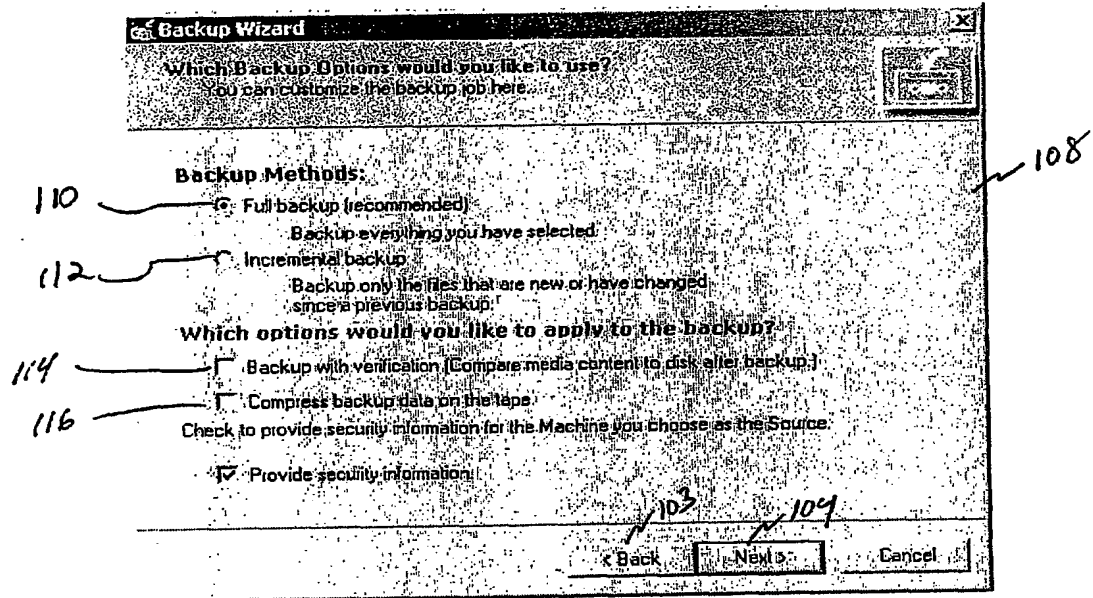 Backup Wizard
X
Which Backup Options would you like to use?
You can customize the backup job here.
108
Backup Methods:
110
Full backup (recommended)
Backup everything you have selected.
112
Incremental backup
Backup only the files that are new or have changed
since a previous backup.
Which options would you like to apply to the backup?
114
Backup with verification (Compare media content to disk after backup.)
116
Compress backup data on the tape.
Check to provide security information for the Machine you choose as the Source.
Provide security information
103
104
< Back
Next >
Cancel